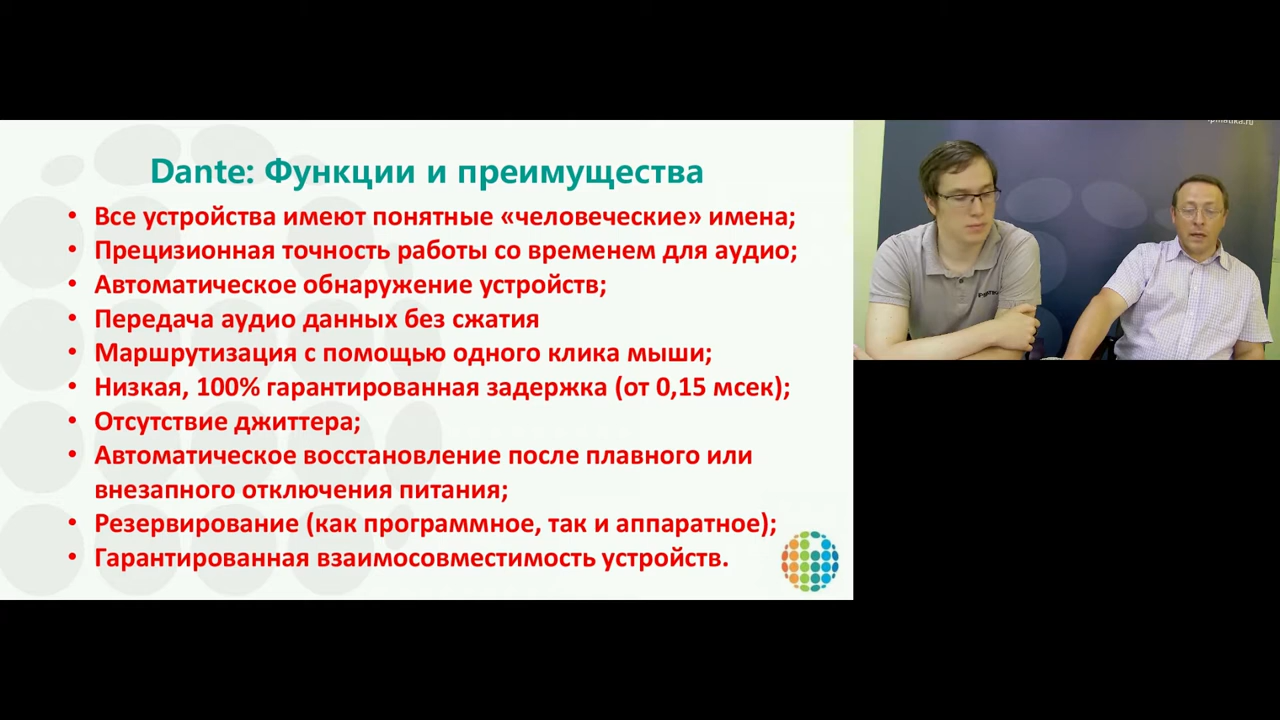 Dante: Функции и преимущества
• Все устройства имеют понятные «человеческие» имена;
• Прецизионная точность работы со временем для аудио;
• Автоматическое обнаружение устройств;
• Передача аудио данных без сжатия
• Маршрутизация с помощью одного клика мыши;
• Низкая, 100% гарантированная задержка (от 0,15 мсек);
• Отсутствие джиттера;
• Автоматическое восстановление после плавного или
внезапного отключения питания;
• Резервирование (как программное, так и аппаратное);
• Гарантированная взаимосовместимость устройств.